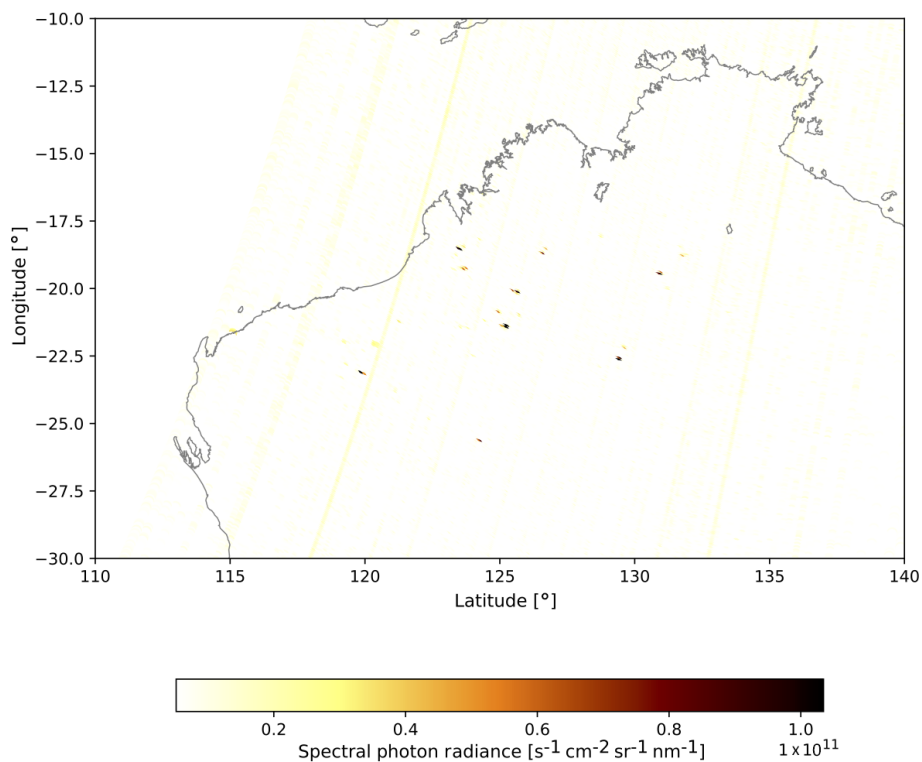 −10.0
−12.5
−15.0
−17.5
−20.0
−22.5
−25.0
−27.5
−30.0
Longitude [°]
110 115 120 125 130 135 140
Latitude [°]
0.2 0.4 0.6 0.8 1.0
Spectral photon radiance [s⁻¹ cm⁻² sr⁻¹ nm⁻¹]
1 x 10¹¹